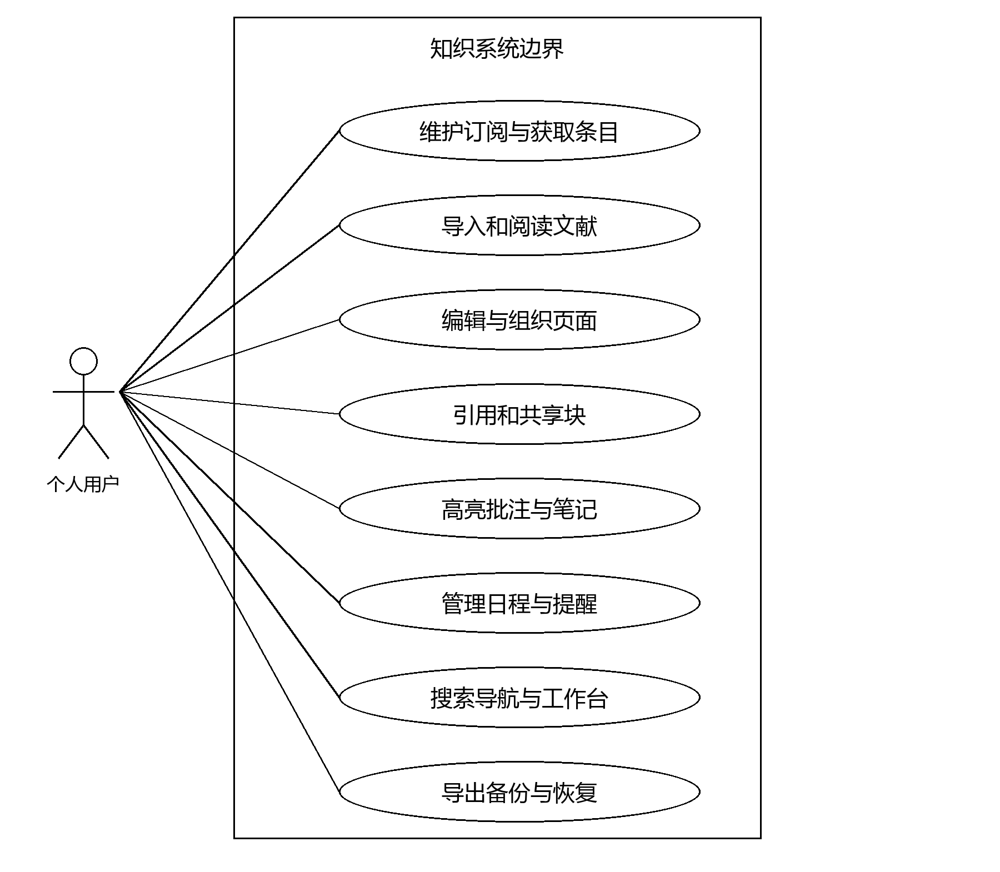 知织系统边界
维护订阅与获取条目
导入和阅读文献
编辑与组织页面
引用和共享块
个人用户
高亮批注与笔记
管理日程与提醒
搜索导航与工作台
导出备份与恢复